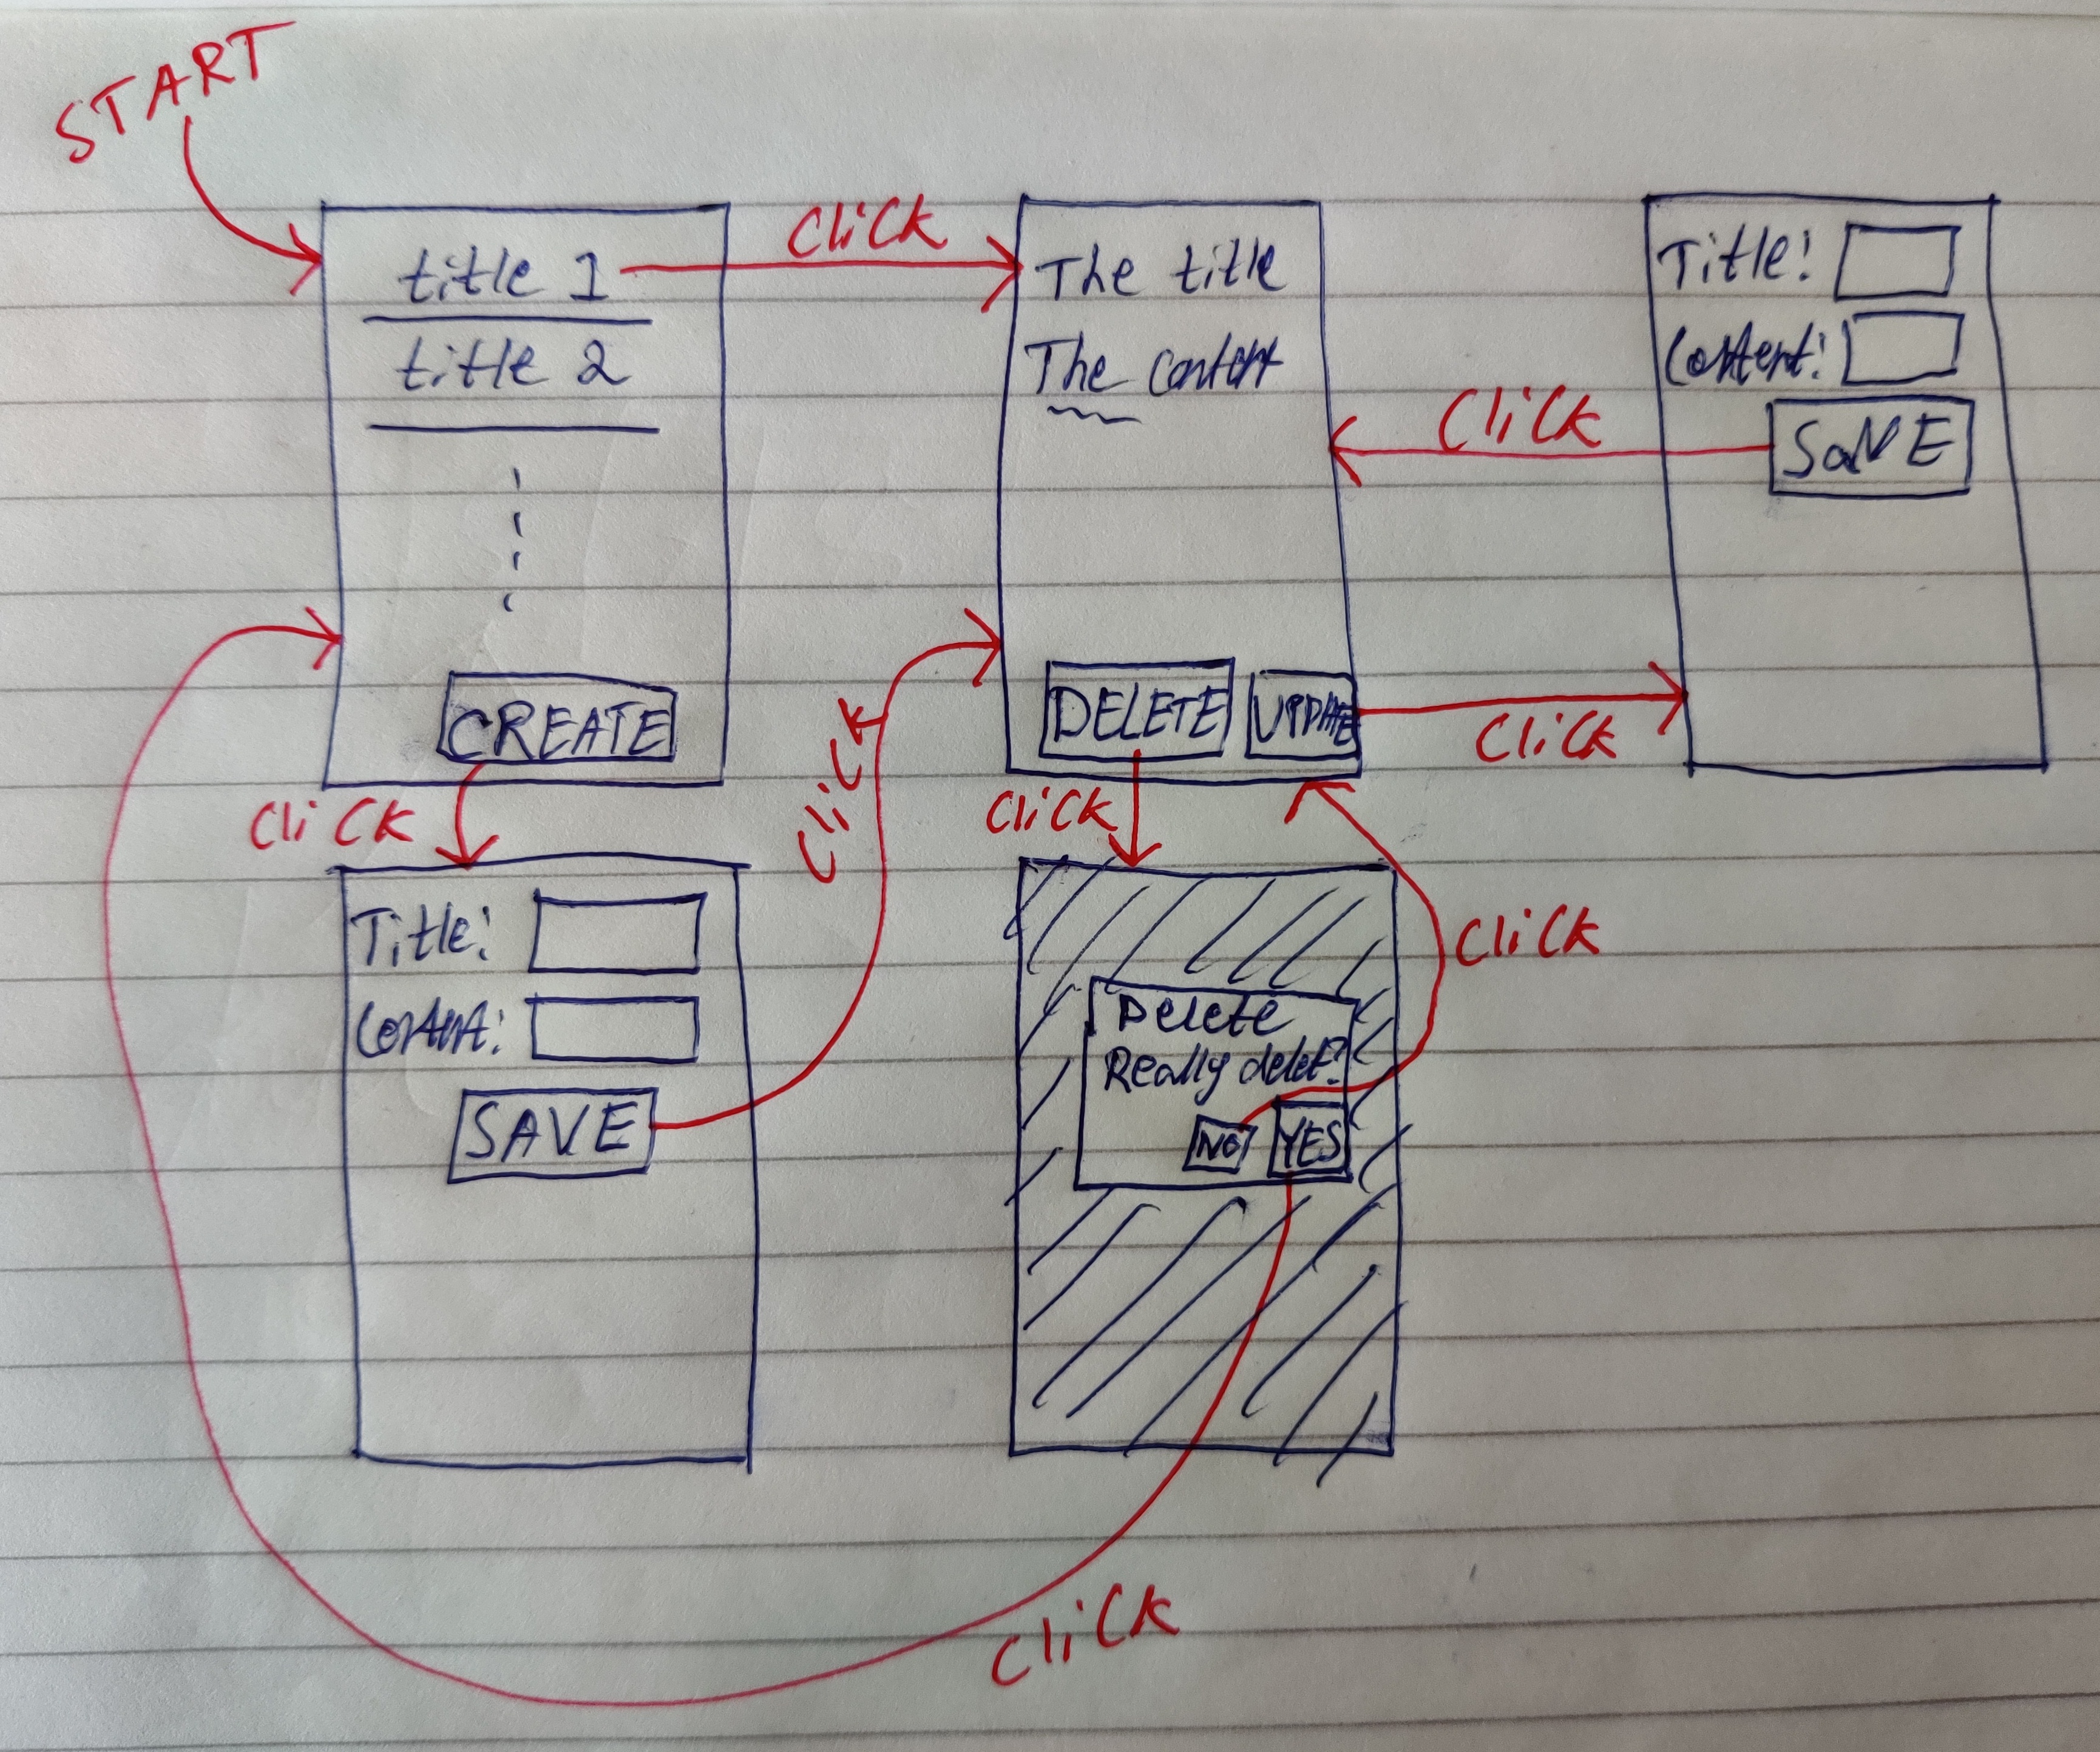 START
title 1
title 2
CREATE
CliCK
The title
The content
DELETE
UPDATE
CliCK
Title:
Content:
SaVE
CliCK
CliCK
CliCK
Title:
Content:
SAVE
CliCK
CliCK
Delete
Really delet?
NO
YES
CliCK
CliCK